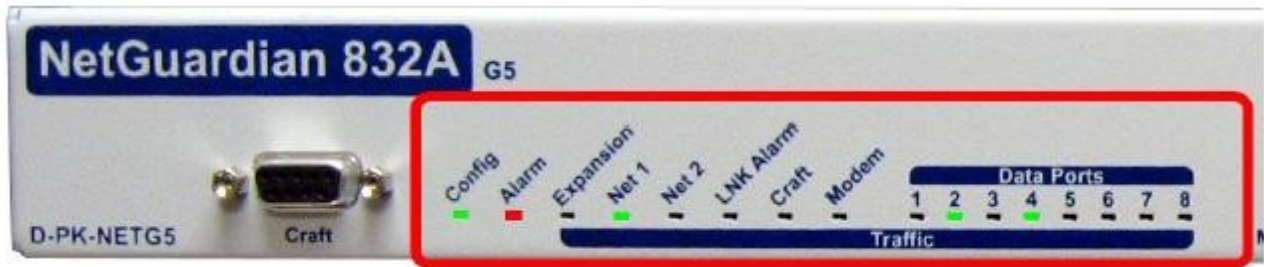 NetGuardian 832A G5
Config Alarm Expansion Net 1 Net 2 LNK Alarm Craft Modem
Data Ports
1 2 3 4 5 6 7 8
D-PK-NETG5 Craft Traffic